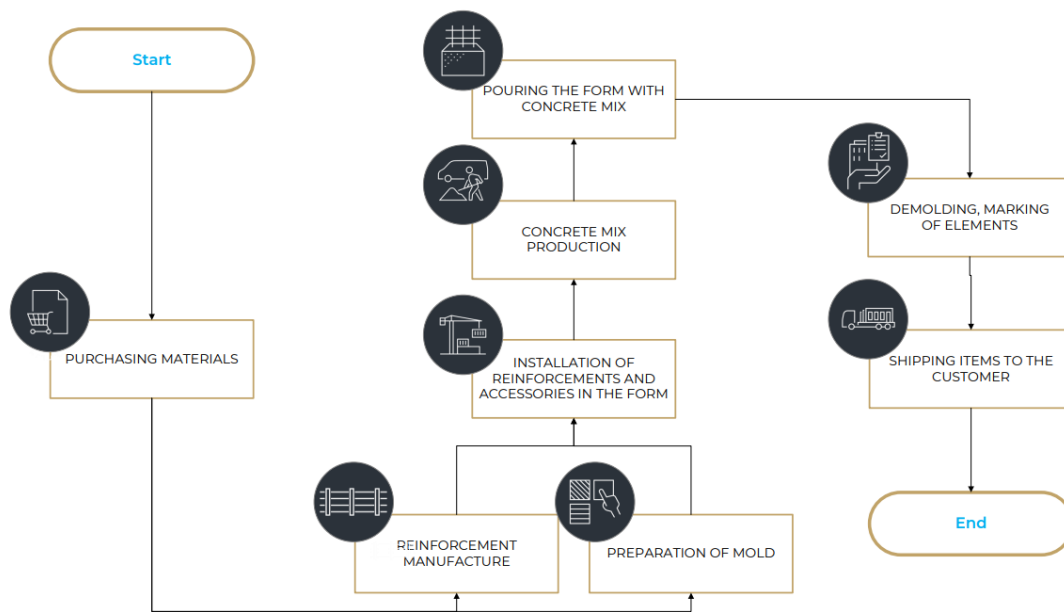 Start
PURCHASING MATERIALS
REINFORCEMENT
MANUFACTURE
PREPARATION OF MOLD
INSTALLATION OF
REINFORCEMENTS AND
ACCESSORIES IN THE FORM
CONCRETE MIX
PRODUCTION
POURING THE FORM WITH
CONCRETE MIX
DEMOLDING, MARKING
OF ELEMENTS
SHIPPING ITEMS TO THE
CUSTOMER
End